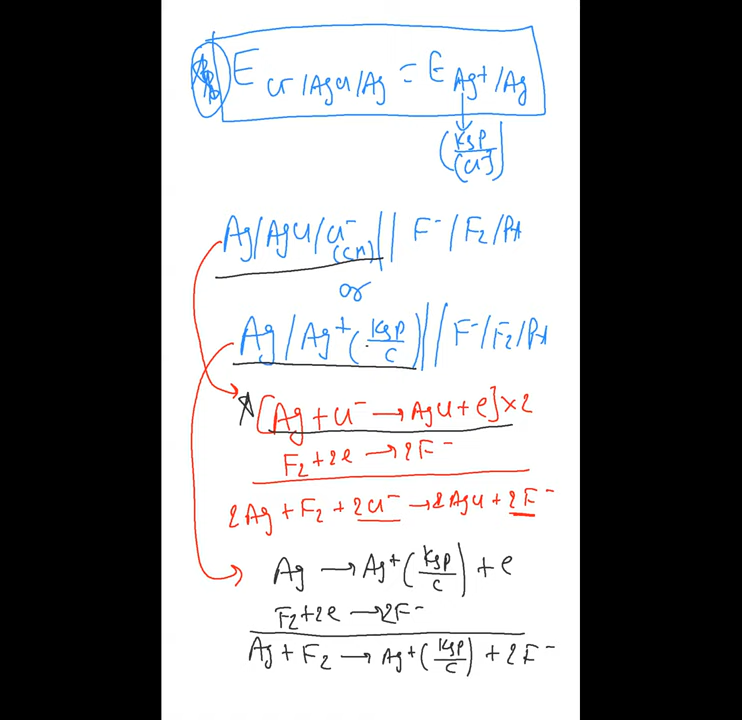 E Cl⁻/AgCl/Ag = E Ag⁺/Ag
(Ksp/[Cl⁻])
Ag/AgCl/Cl⁻ (CM) || F⁻/F₂/Pt
or
Ag/Ag⁺(Ksp/C) || F⁻/F₂/Pt
[Ag + Cl⁻ → AgCl + e] × 2
F₂ + 2e → 2F⁻
2Ag + F₂ + 2Cl⁻ → 2AgCl + 2F⁻
Ag → Ag⁺(Ksp/C) + e
F₂ + 2e → 2F⁻
Ag + F₂ → Ag⁺(Ksp/C) + 2F⁻